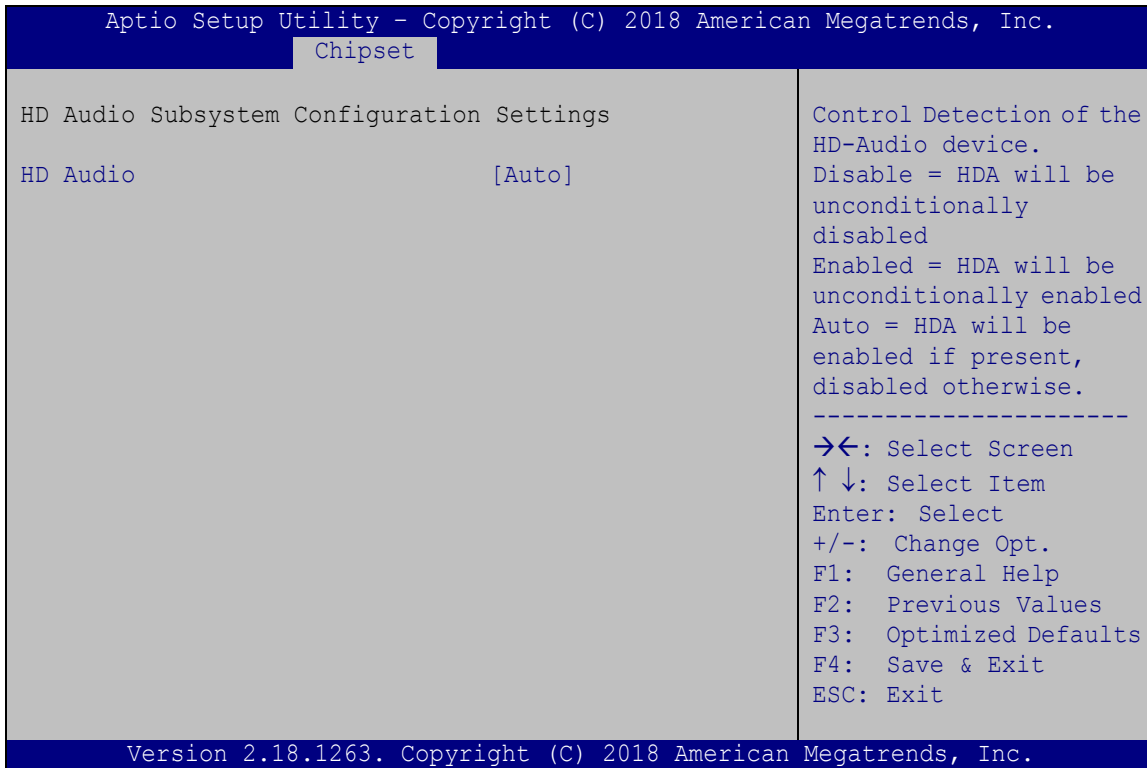 Aptio Setup Utility – Copyright (C) 2018 American Megatrends, Inc.
Chipset
HD Audio Subsystem Configuration Settings
HD Audio [Auto]
Control Detection of the
HD-Audio device.
Disable = HDA will be
unconditionally
disabled
Enabled = HDA will be
unconditionally enabled
Auto = HDA will be
enabled if present,
disabled otherwise.
----------------------
→←: Select Screen
↑ ↓: Select Item
Enter: Select
+/-: Change Opt.
F1: General Help
F2: Previous Values
F3: Optimized Defaults
F4: Save & Exit
ESC: Exit
Version 2.18.1263. Copyright (C) 2018 American Megatrends, Inc.